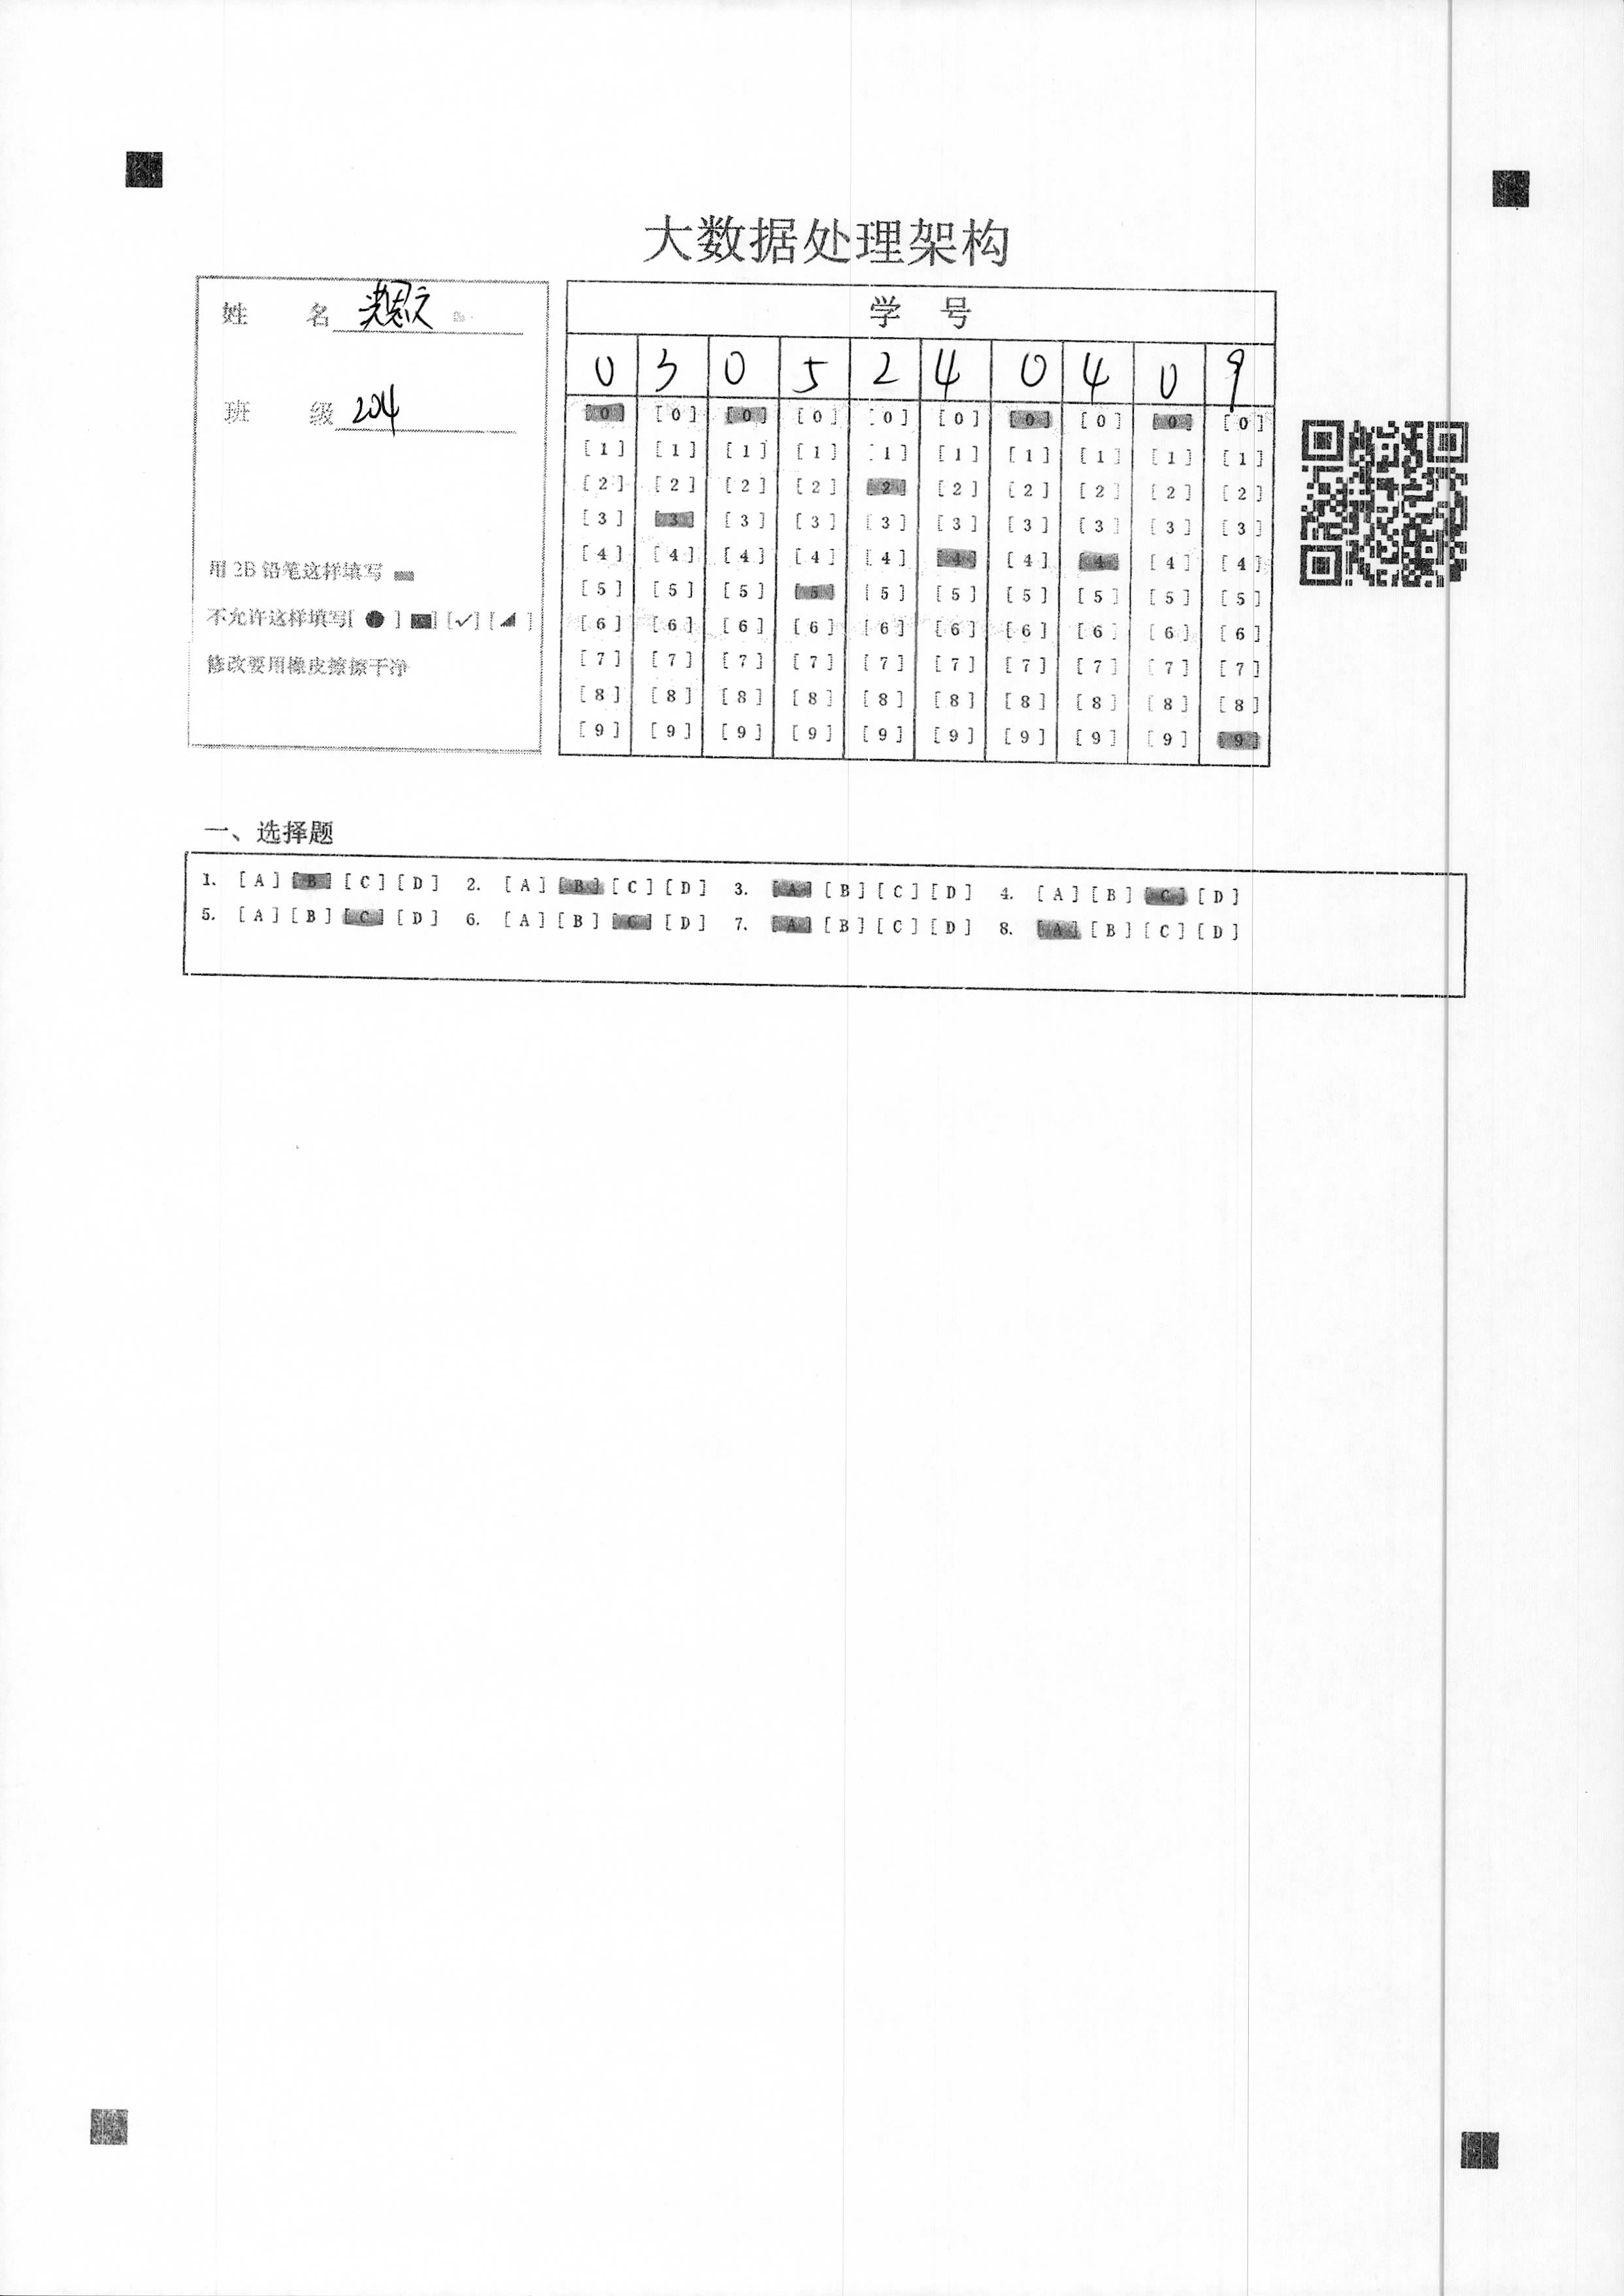 大数据处理架构
姓 名
班 级 204
用 2B 铅笔这样填写
不允许这样填写[ ● ] [■] [✓] [◢ ]
修改要用橡皮擦擦干净
学 号
0 3 0 5 2 4 0 4 0 9
[0] [0] [0] [0] [0] [0] [0] [0] [0] [0]
[1] [1] [1] [1] [1] [1] [1] [1] [1] [1]
[2] [2] [2] [2] [2] [2] [2] [2] [2] [2]
[3] [3] [3] [3] [3] [3] [3] [3] [3] [3]
[4] [4] [4] [4] [4] [4] [4] [4] [4] [4]
[5] [5] [5] [5] [5] [5] [5] [5] [5] [5]
[6] [6] [6] [6] [6] [6] [6] [6] [6] [6]
[7] [7] [7] [7] [7] [7] [7] [7] [7] [7]
[8] [8] [8] [8] [8] [8] [8] [8] [8] [8]
[9] [9] [9] [9] [9] [9] [9] [9] [9] [9]
一、选择题
1. [A] [B] [C] [D] 2. [A] [B] [C] [D] 3. [A] [B] [C] [D] 4. [A] [B] [C] [D]
5. [A] [B] [C] [D] 6. [A] [B] [C] [D] 7. [A] [B] [C] [D] 8. [A] [B] [C] [D]